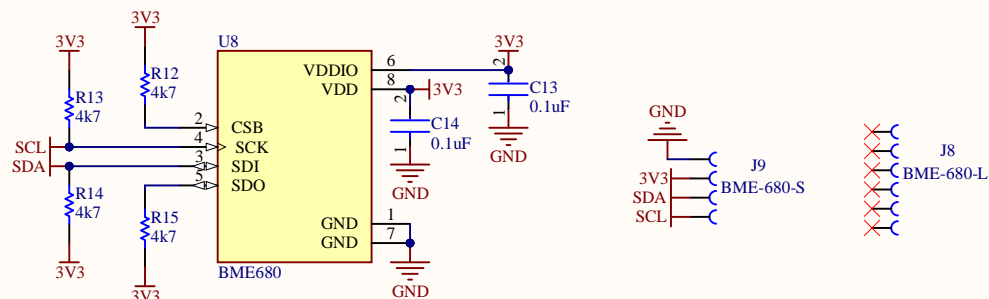 3V3
3V3
R13
4k7
R12
4k7
SCL
SDA
R14
4k7
3V3
R15
4k7
3V3
U8
2
CSB
4
SCK
3
SDI
5
SDO
VDDIO
6
VDD
8
GND
1
GND
7
BME680
3V3
2
C14
0.1uF
1
GND
3V3
2
C13
0.1uF
1
GND
GND
GND
3V3
SDA
SCL
J9
BME-680-S
J8
BME-680-L